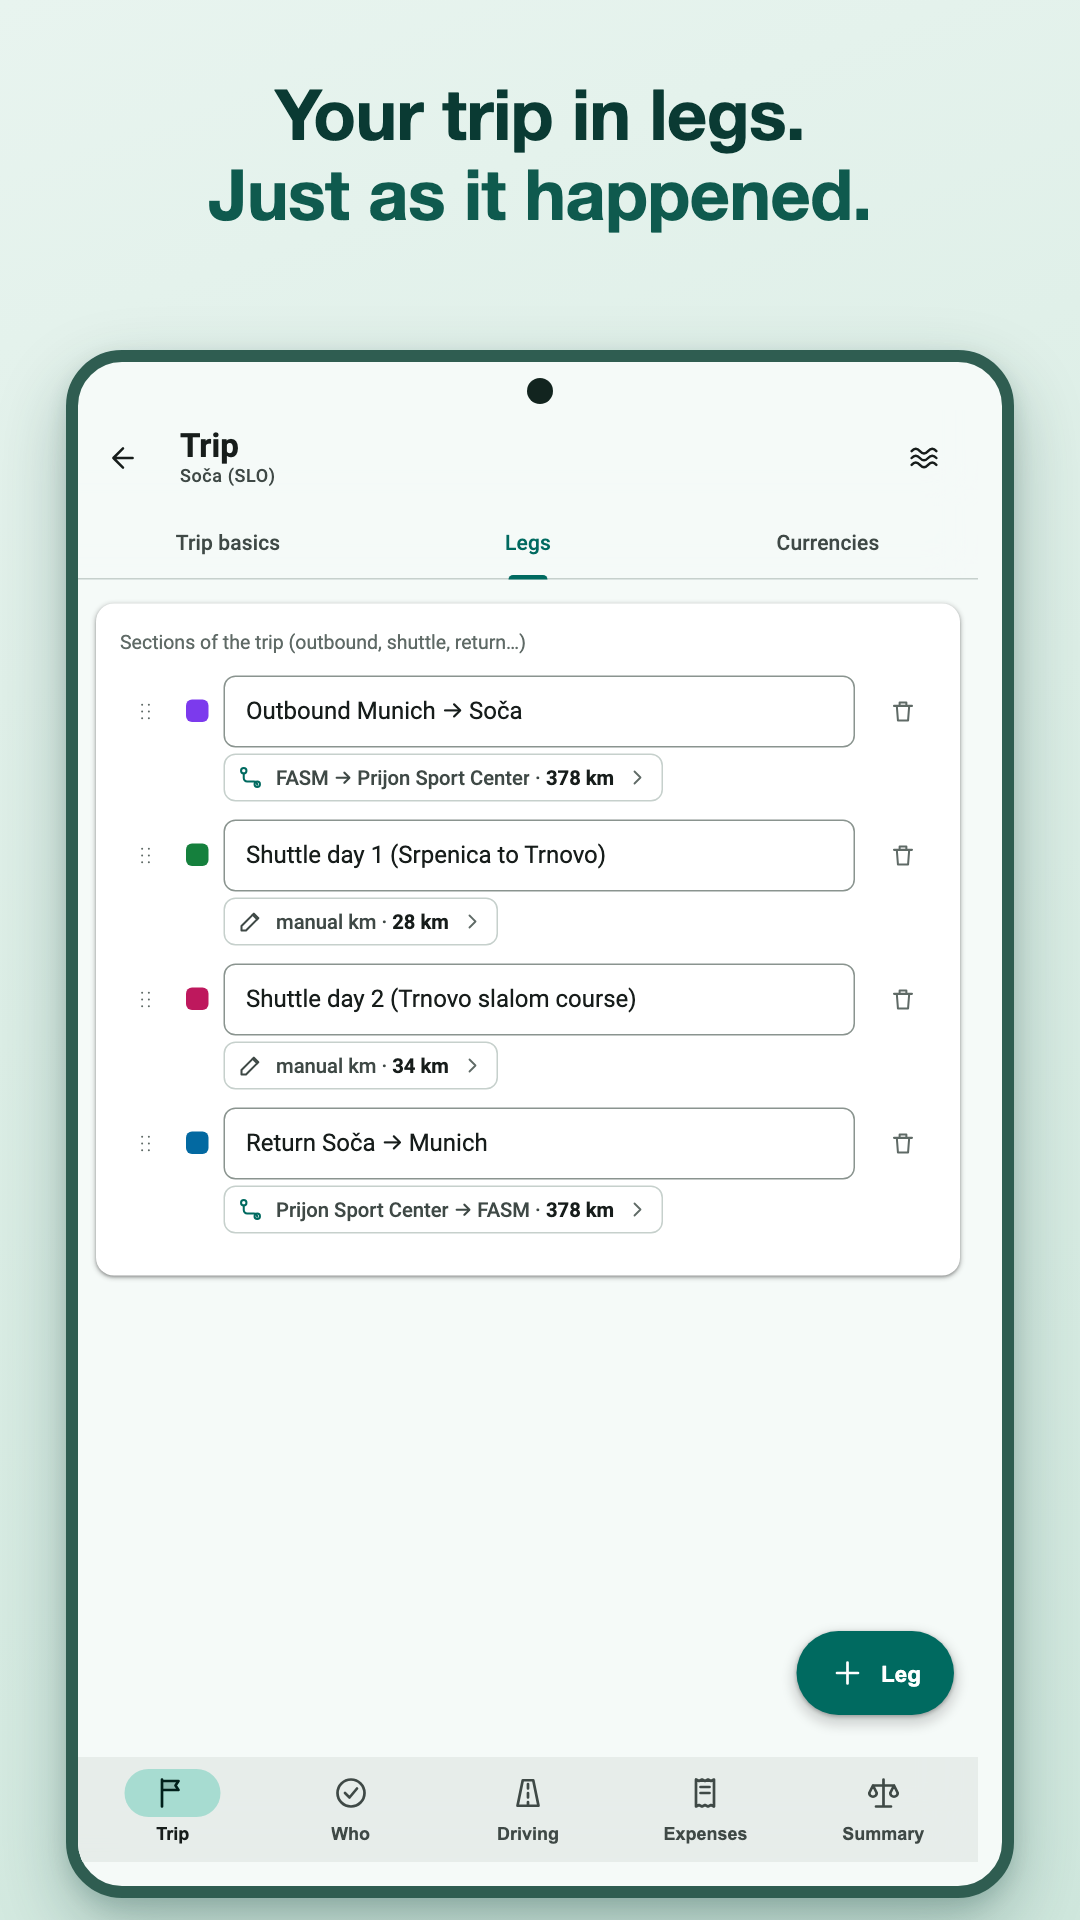 Your trip in legs.
Just as it happened.
Trip
Soča (SLO)
Trip basics
Legs
Currencies
Sections of the trip (outbound, shuttle, return…)
Outbound Munich → Soča
FASM → Prijon Sport Center · 378 km
Shuttle day 1 (Srpenica to Trnovo)
manual km · 28 km
Shuttle day 2 (Trnovo slalom course)
manual km · 34 km
Return Soča → Munich
Prijon Sport Center → FASM · 378 km
+ Leg
Trip
Who
Driving
Expenses
Summary